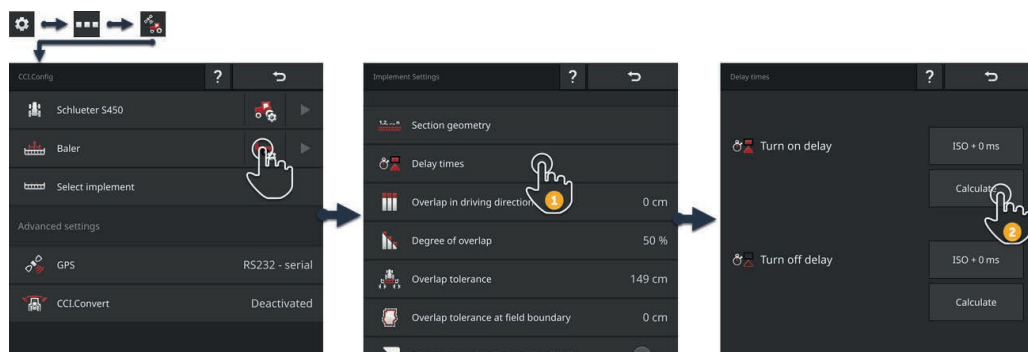 CCI.Config
?
Schlueter S450
Baler
Select implement
Advanced settings
GPS
RS232 - serial
CCI.Convert
Deactivated
Implement Settings
?
Section geometry
Delay times
1
Overlap in driving direction
0 cm
Degree of overlap
50 %
Overlap tolerance
149 cm
Overlap tolerance at field boundary
0 cm
Delay times
?
Turn on delay
ISO + 0 ms
Calculate
2
Turn off delay
ISO + 0 ms
Calculate